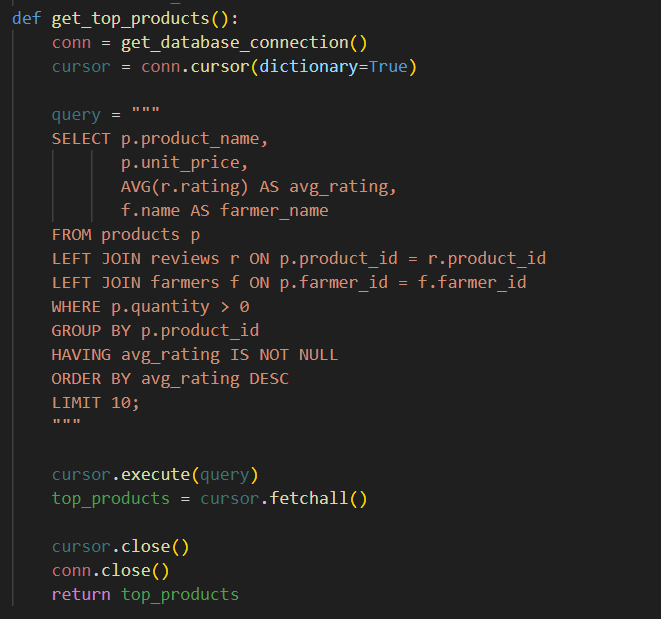 def get_top_products():
    conn = get_database_connection()
    cursor = conn.cursor(dictionary=True)

    query = """
    SELECT p.product_name,
           p.unit_price,
           AVG(r.rating) AS avg_rating,
           f.name AS farmer_name
    FROM products p
    LEFT JOIN reviews r ON p.product_id = r.product_id
    LEFT JOIN farmers f ON p.farmer_id = f.farmer_id
    WHERE p.quantity > 0
    GROUP BY p.product_id
    HAVING avg_rating IS NOT NULL
    ORDER BY avg_rating DESC
    LIMIT 10;
    """

    cursor.execute(query)
    top_products = cursor.fetchall()

    cursor.close()
    conn.close()
    return top_products